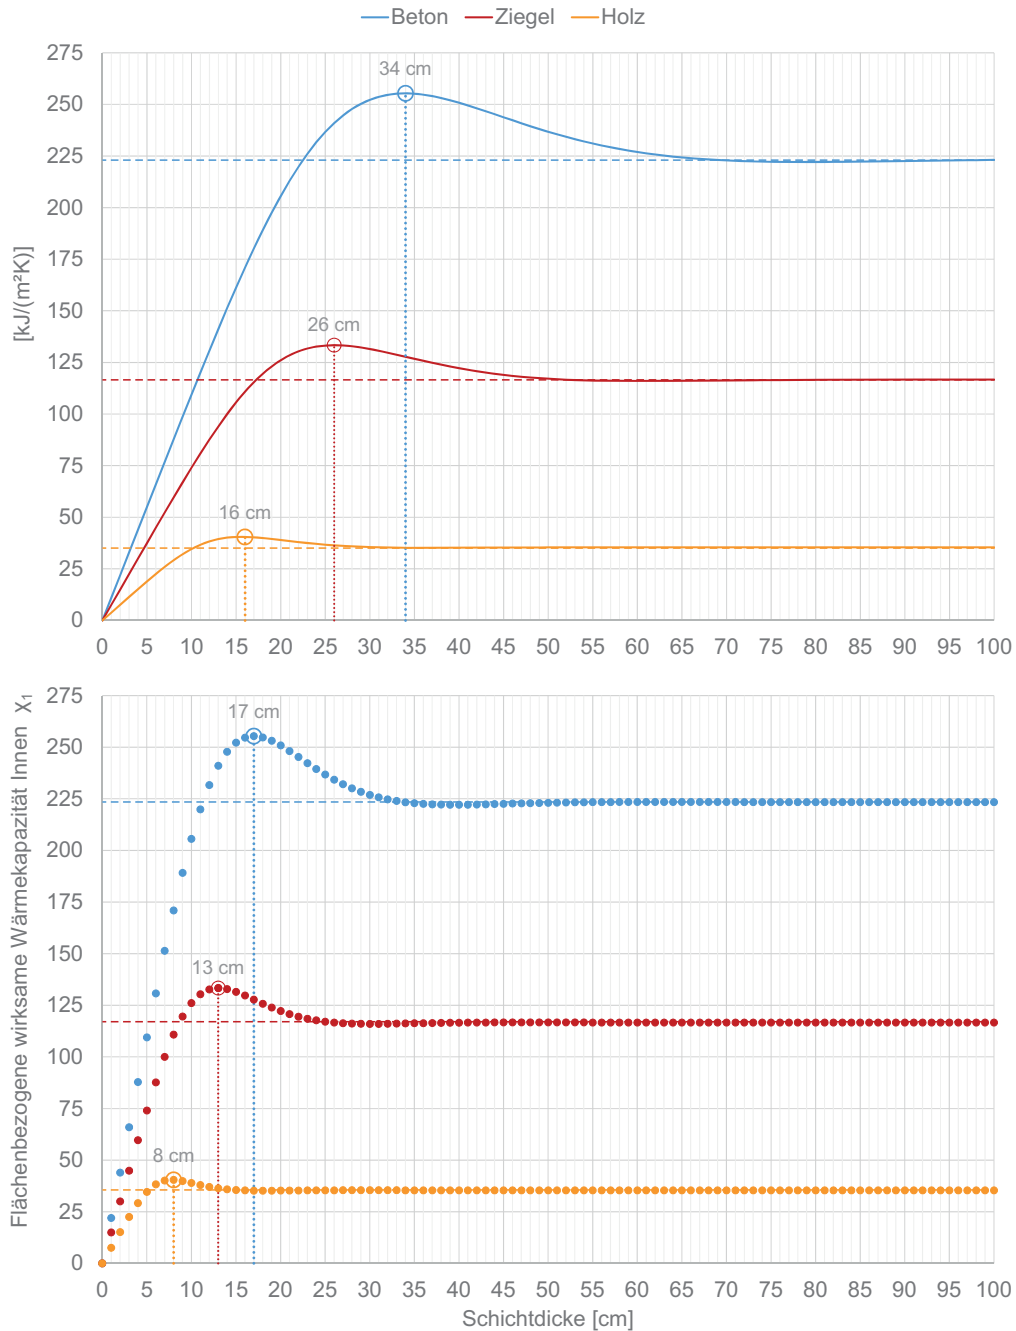 Beton Ziegel Holz
275
250
225
200
175
150
125
100
75
50
25
0
34 cm
26 cm
16 cm
0 5 10 15 20 25 30 35 40 45 50 55 60 65 70 75 80 85 90 95 100
Flächenbezogene wirksame Wärmekapazität Innen χ₁ [kJ/(m²K)]
275
250
225
200
175
150
125
100
75
50
25
0
17 cm
13 cm
8 cm
0 5 10 15 20 25 30 35 40 45 50 55 60 65 70 75 80 85 90 95 100
Schichtdicke [cm]